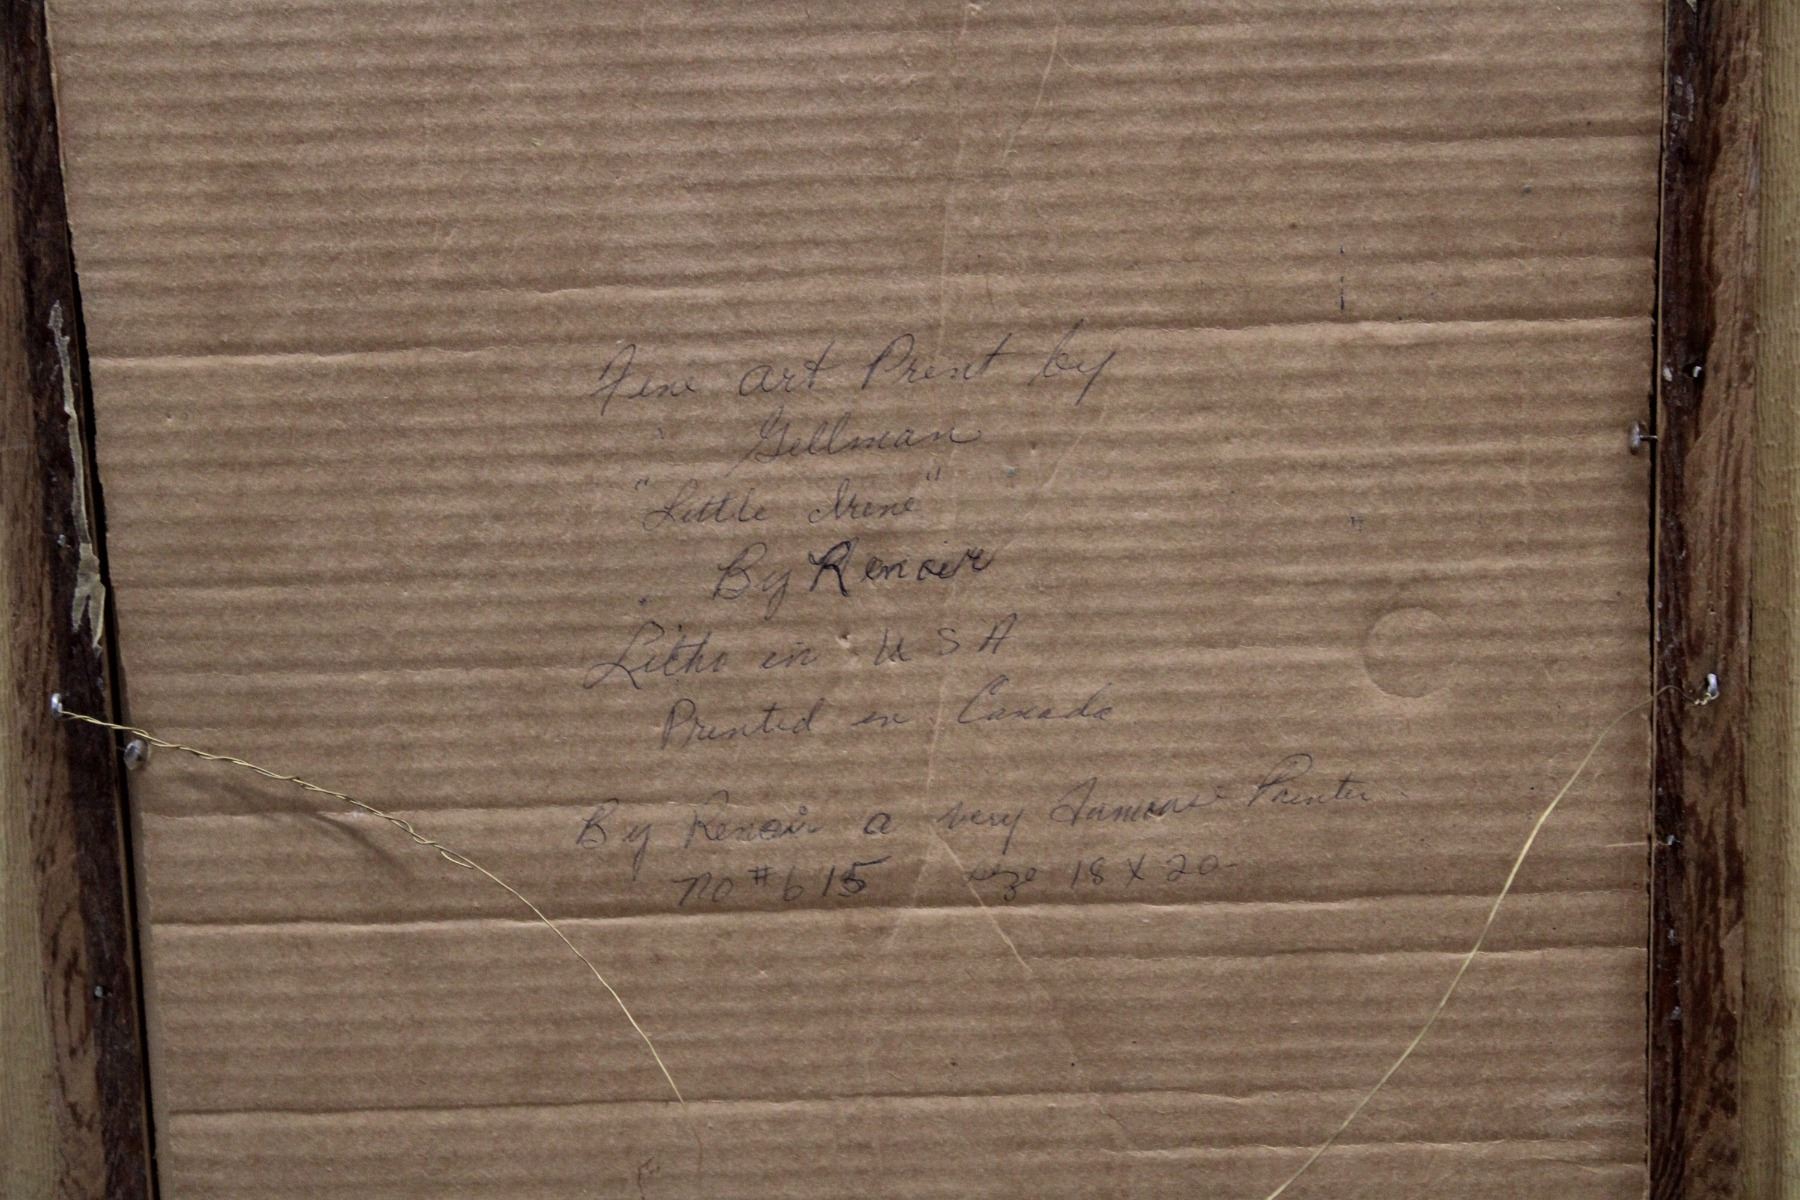 Fine art Print by
Gellman
"Little Irene"
By Renoir
Litho in USA
Printed in Canada
By Renoir a very Famous Painter
no # 615 size 18 X 20